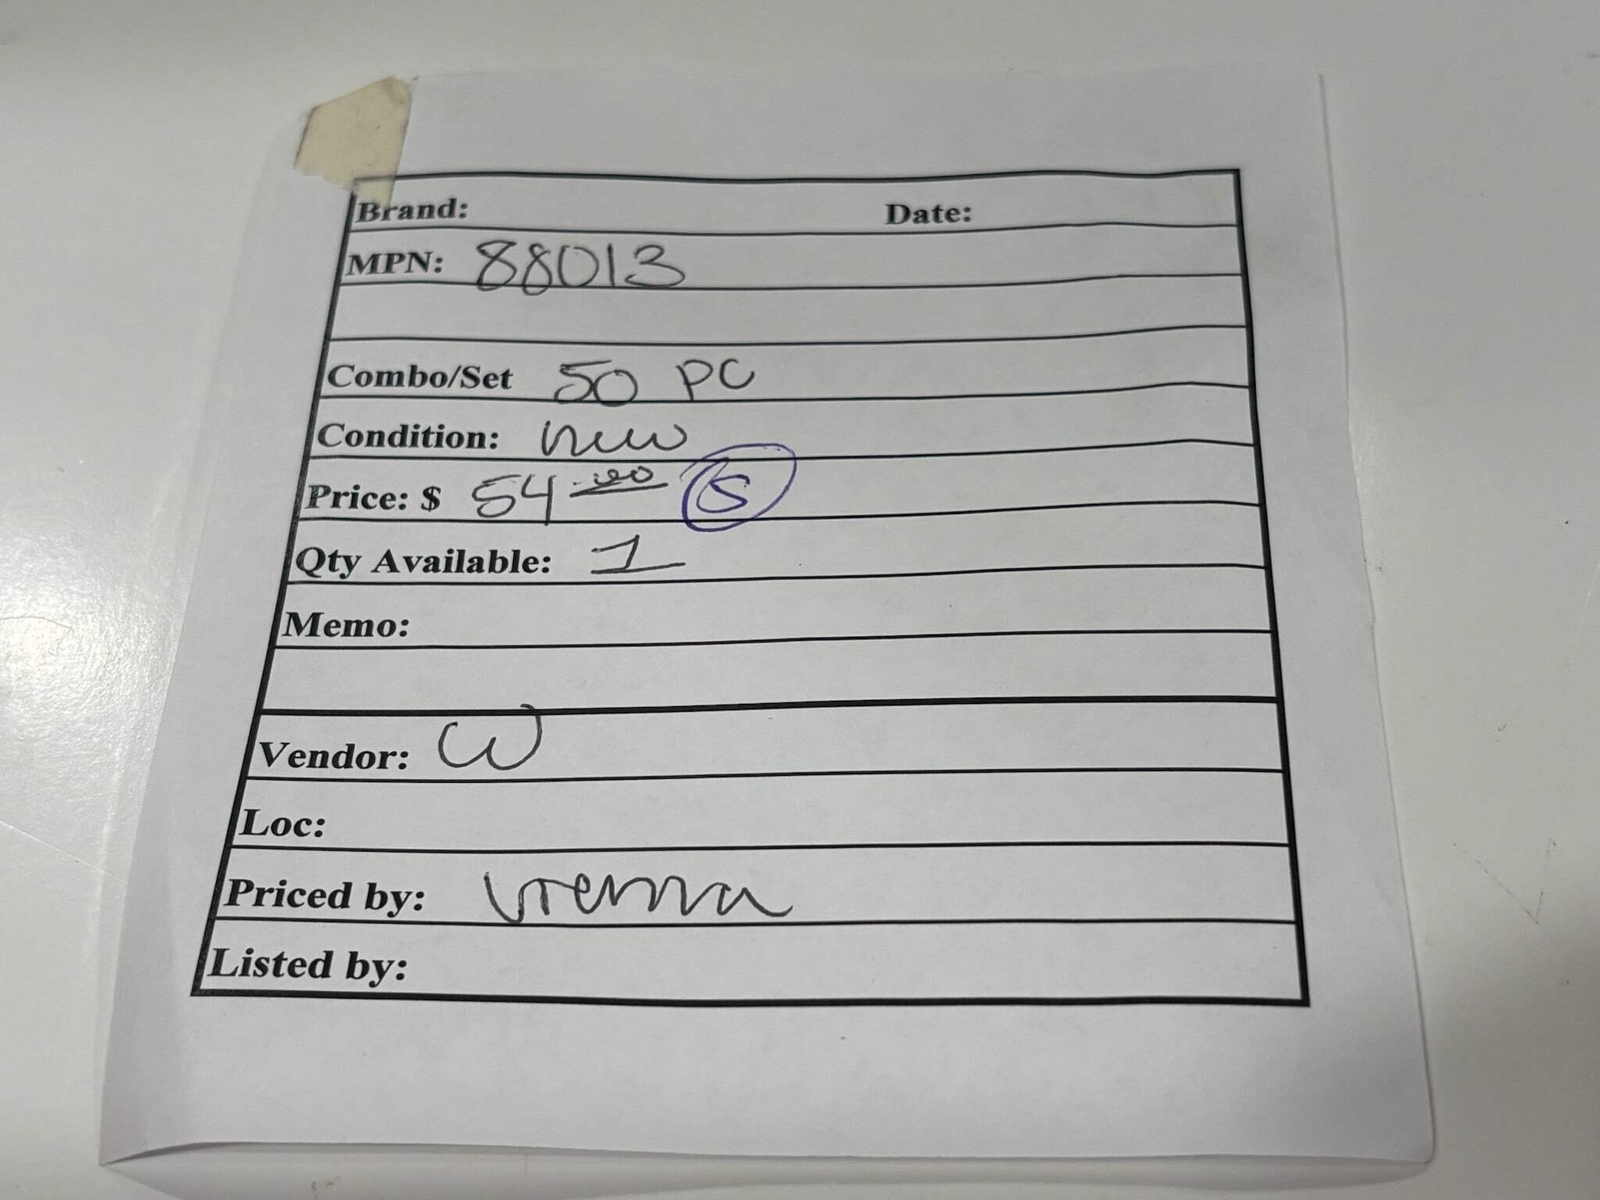 Brand: Date:
MPN: 88013
Combo/Set 50 PC
Condition: new
Price: $ 54.00 S
Qty Available: 1
Memo:
Vendor: W
Loc:
Priced by:
Listed by: